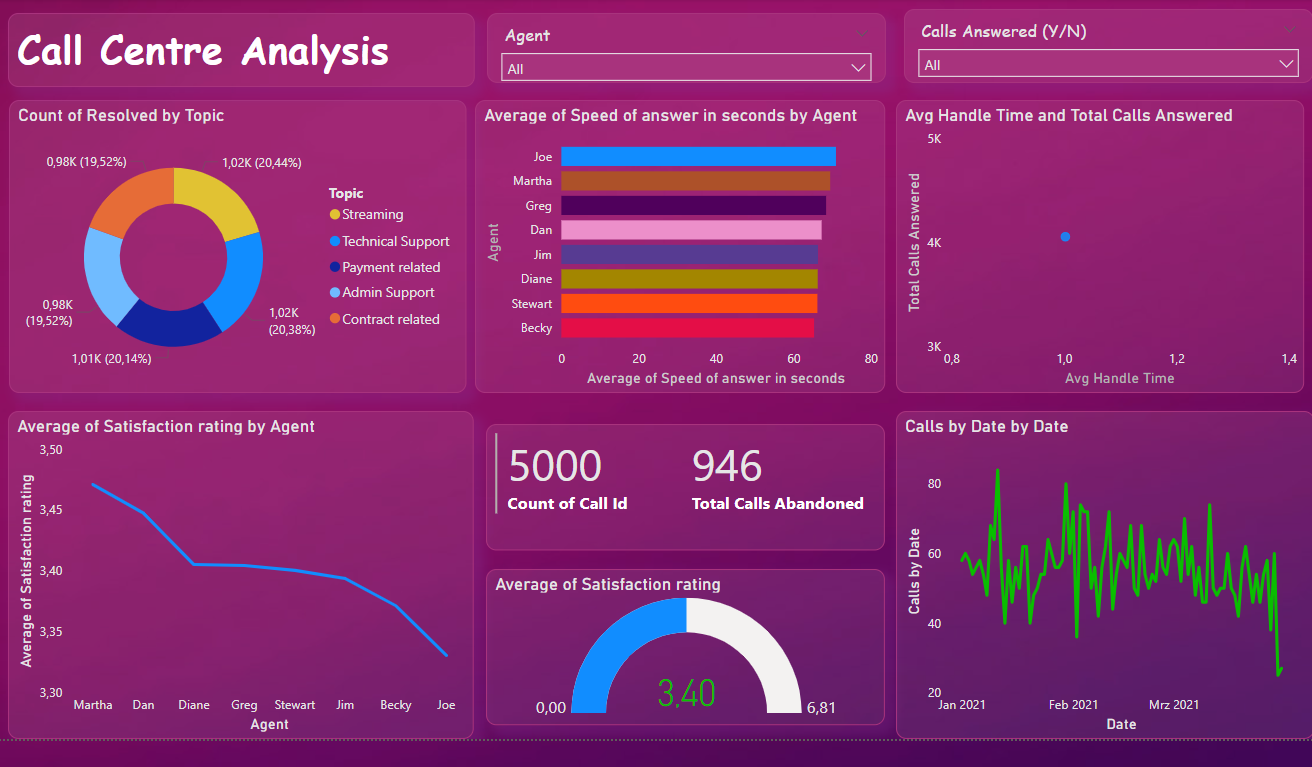 Call Centre Analysis
Agent
All
Calls Answered (Y/N)
All
Count of Resolved by Topic
0,98K (19,52%)
1,02K (20,44%)
0,98K
(19,52%)
1,02K
(20,38%)
1,01K (20,14%)
Topic
Streaming
Technical Support
Payment related
Admin Support
Contract related
Average of Speed of answer in seconds by Agent
Agent
Joe
Martha
Greg
Dan
Jim
Diane
Stewart
Becky
0 20 40 60 80
Average of Speed of answer in seconds
Avg Handle Time and Total Calls Answered
Total Calls Answered
5K
4K
3K
0,8 1,0 1,2 1,4
Avg Handle Time
Average of Satisfaction rating by Agent
Average of Satisfaction rating
3,50
3,45
3,40
3,35
3,30
Martha Dan Diane Greg Stewart Jim Becky Joe
Agent
5000
Count of Call Id
946
Total Calls Abandoned
Average of Satisfaction rating
0,00
3,40
6,81
Calls by Date by Date
Calls by Date
80
60
40
20
Jan 2021 Feb 2021 Mrz 2021
Date